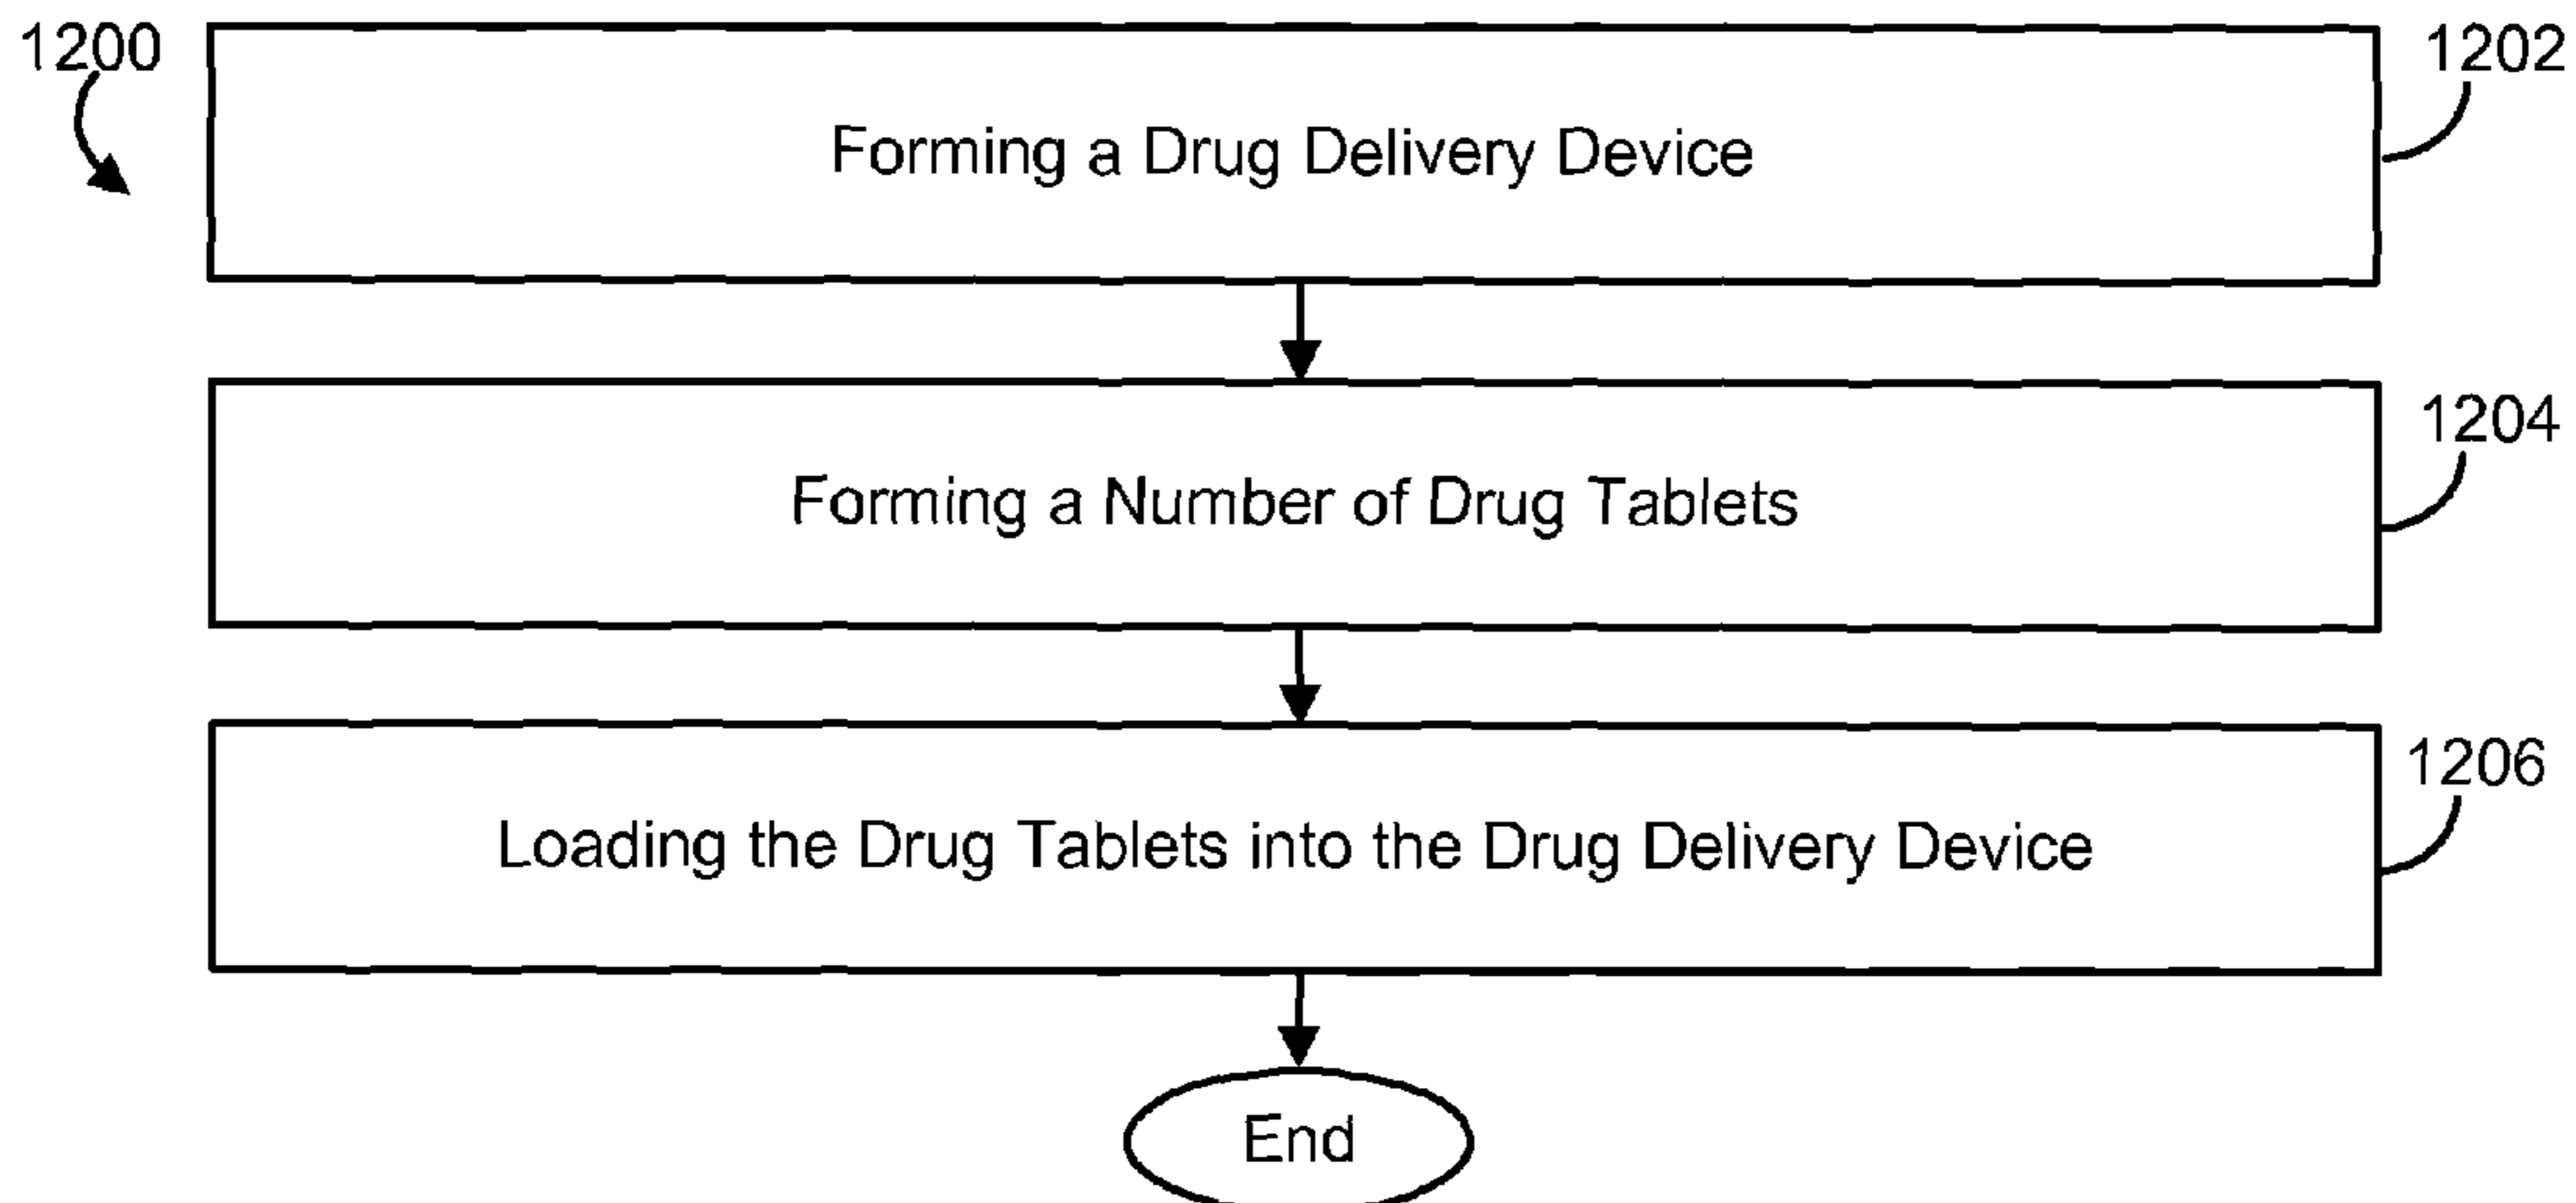 1200
1202
Forming a Drug Delivery Device
1204
Forming a Number of Drug Tablets
1206
Loading the Drug Tablets into the Drug Delivery Device
End